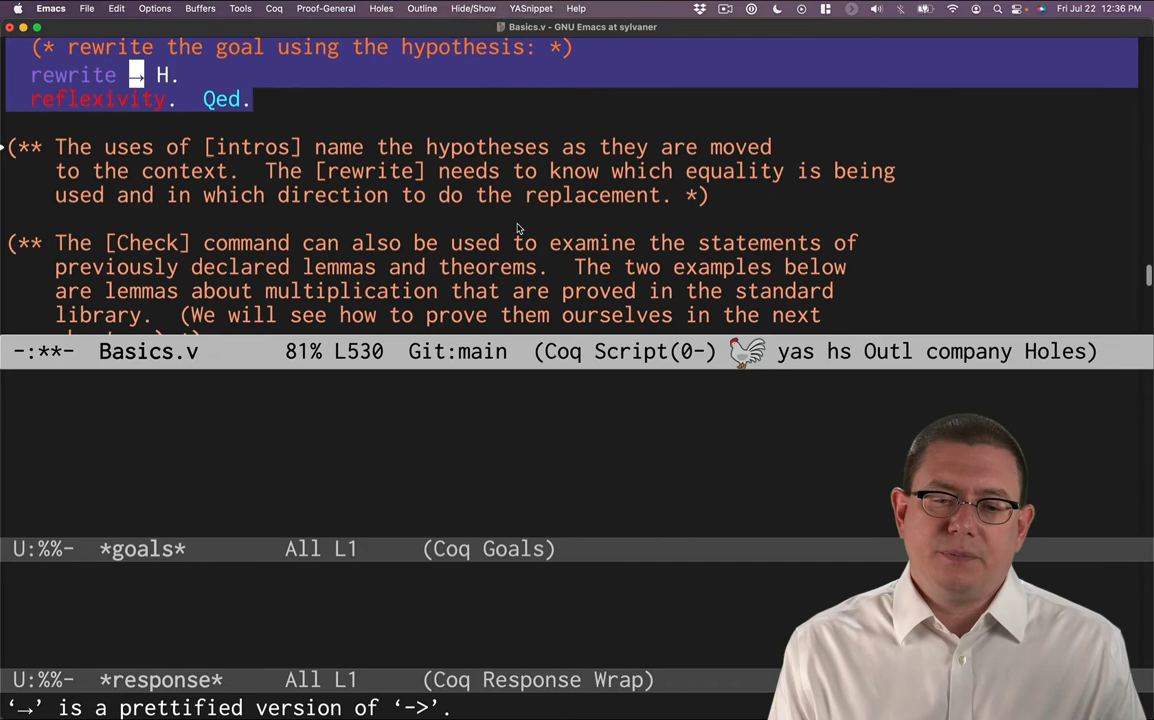 Emacs File Edit Options Buffers Tools Coq Proof-General Holes Outline Hide/Show YASnippet Help Fri Jul 22 12:36 PM
Basics.v - GNU Emacs at sylvaner
(* rewrite the goal using the hypothesis: *)
rewrite → H.
reflexivity. Qed.
(** The uses of [intros] name the hypotheses as they are moved
to the context. The [rewrite] needs to know which equality is being
used and in which direction to do the replacement. *)
(** The [Check] command can also be used to examine the statements of
previously declared lemmas and theorems. The two examples below
are lemmas about multiplication that are proved in the standard
library. (We will see how to prove them ourselves in the next
-:**- Basics.v 81% L530 Git:main (Coq Script(0-) yas hs Outl company Holes)
U:%%- *goals* All L1 (Coq Goals)
U:%%- *response* All L1 (Coq Response Wrap)
‘→’ is a prettified version of ‘->’.